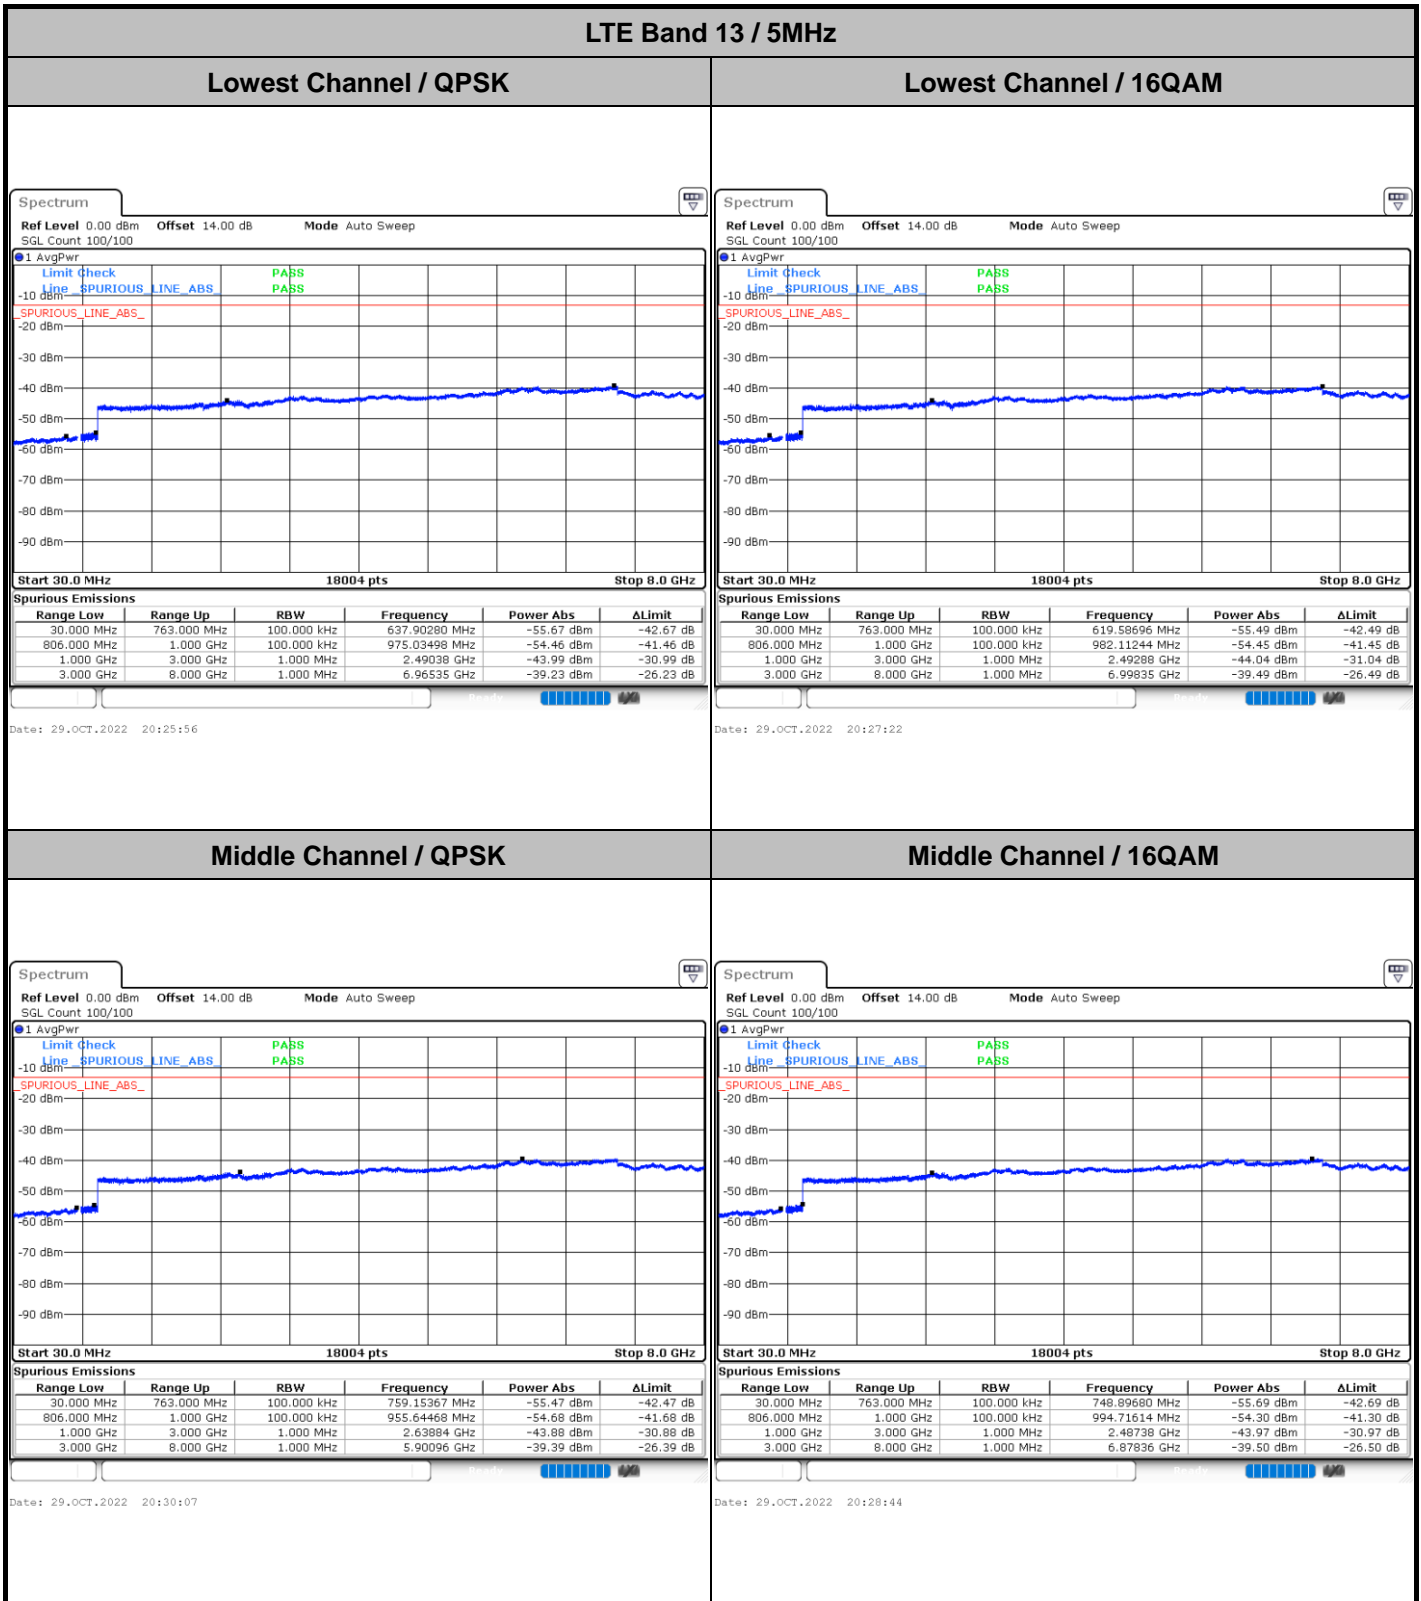 LTE Band 13 / 5MHz
Lowest Channel / QPSK
Lowest Channel / 16QAM
Spectrum
Ref Level 0.00 dBm Offset 14.00 dB Mode Auto Sweep
SGL Count 100/100
1 AvgPwr
Limit Check PASS
Line _SPURIOUS_LINE_ABS_ PASS
-10 dBm
_SPURIOUS_LINE_ABS_
-20 dBm
-30 dBm
-40 dBm
-50 dBm
-60 dBm
-70 dBm
-80 dBm
-90 dBm
Start 30.0 MHz 18004 pts Stop 8.0 GHz
Spurious Emissions
Range Low Range Up RBW Frequency Power Abs ΔLimit
30.000 MHz 763.000 MHz 100.000 kHz 637.90280 MHz -55.67 dBm -42.67 dB
806.000 MHz 1.000 GHz 100.000 kHz 975.03498 MHz -54.46 dBm -41.46 dB
1.000 GHz 3.000 GHz 1.000 MHz 2.49038 GHz -43.99 dBm -30.99 dB
3.000 GHz 8.000 GHz 1.000 MHz 6.96535 GHz -39.23 dBm -26.23 dB
Date: 29.OCT.2022 20:25:56
Spectrum
Ref Level 0.00 dBm Offset 14.00 dB Mode Auto Sweep
SGL Count 100/100
1 AvgPwr
Limit Check PASS
Line _SPURIOUS_LINE_ABS_ PASS
-10 dBm
_SPURIOUS_LINE_ABS_
-20 dBm
-30 dBm
-40 dBm
-50 dBm
-60 dBm
-70 dBm
-80 dBm
-90 dBm
Start 30.0 MHz 18004 pts Stop 8.0 GHz
Spurious Emissions
Range Low Range Up RBW Frequency Power Abs ΔLimit
30.000 MHz 763.000 MHz 100.000 kHz 619.58696 MHz -55.49 dBm -42.49 dB
806.000 MHz 1.000 GHz 100.000 kHz 982.11244 MHz -54.45 dBm -41.45 dB
1.000 GHz 3.000 GHz 1.000 MHz 2.49288 GHz -44.04 dBm -31.04 dB
3.000 GHz 8.000 GHz 1.000 MHz 6.99835 GHz -39.49 dBm -26.49 dB
Date: 29.OCT.2022 20:27:22
Middle Channel / QPSK
Middle Channel / 16QAM
Spectrum
Ref Level 0.00 dBm Offset 14.00 dB Mode Auto Sweep
SGL Count 100/100
1 AvgPwr
Limit Check PASS
Line _SPURIOUS_LINE_ABS_ PASS
-10 dBm
_SPURIOUS_LINE_ABS_
-20 dBm
-30 dBm
-40 dBm
-50 dBm
-60 dBm
-70 dBm
-80 dBm
-90 dBm
Start 30.0 MHz 18004 pts Stop 8.0 GHz
Spurious Emissions
Range Low Range Up RBW Frequency Power Abs ΔLimit
30.000 MHz 763.000 MHz 100.000 kHz 759.15367 MHz -55.47 dBm -42.47 dB
806.000 MHz 1.000 GHz 100.000 kHz 955.64468 MHz -54.68 dBm -41.68 dB
1.000 GHz 3.000 GHz 1.000 MHz 2.63884 GHz -43.88 dBm -30.88 dB
3.000 GHz 8.000 GHz 1.000 MHz 5.90096 GHz -39.39 dBm -26.39 dB
Date: 29.OCT.2022 20:30:07
Spectrum
Ref Level 0.00 dBm Offset 14.00 dB Mode Auto Sweep
SGL Count 100/100
1 AvgPwr
Limit Check PASS
Line _SPURIOUS_LINE_ABS_ PASS
-10 dBm
_SPURIOUS_LINE_ABS_
-20 dBm
-30 dBm
-40 dBm
-50 dBm
-60 dBm
-70 dBm
-80 dBm
-90 dBm
Start 30.0 MHz 18004 pts Stop 8.0 GHz
Spurious Emissions
Range Low Range Up RBW Frequency Power Abs ΔLimit
30.000 MHz 763.000 MHz 100.000 kHz 748.89680 MHz -55.69 dBm -42.69 dB
806.000 MHz 1.000 GHz 100.000 kHz 994.71614 MHz -54.30 dBm -41.30 dB
1.000 GHz 3.000 GHz 1.000 MHz 2.48738 GHz -43.97 dBm -30.97 dB
3.000 GHz 8.000 GHz 1.000 MHz 6.87836 GHz -39.50 dBm -26.50 dB
Date: 29.OCT.2022 20:28:44